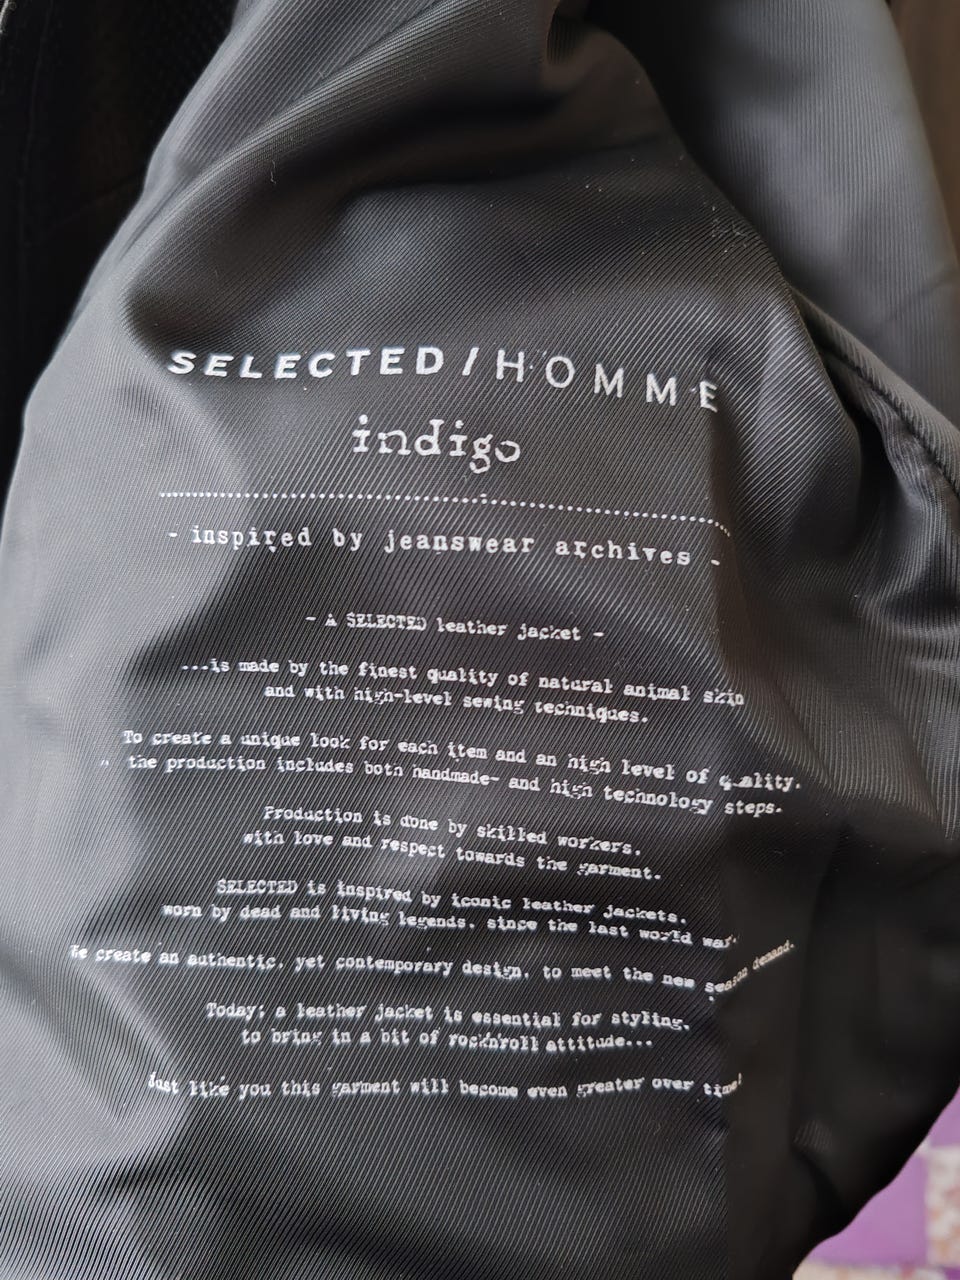 SELECTED/HOMME
indigo
- inspired by jeanswear archives -
- A SELECTED leather jacket -
...is made by the finest quality of natural animal skin
and with high-level sewing techniques.
To create a unique look for each item and an high level of quality.
the production includes both handmade- and high technology steps.
Production is done by skilled workers.
with love and respect towards the garment.
SELECTED is inspired by iconic leather jackets.
worn by dead and living legends. since the last world war.
We create an authentic, yet contemporary design, to meet the new season demand.
Today; a leather jacket is essential for styling,
to bring in a bit of rock'n'roll attitude...
Just like you this garment will become even greater over time!